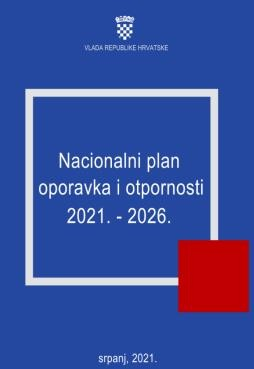 VLADA REPUBLIKE HRVATSKE
Nacionalni plan
oporavka i otpornosti
2021. - 2026.
srpanj, 2021.